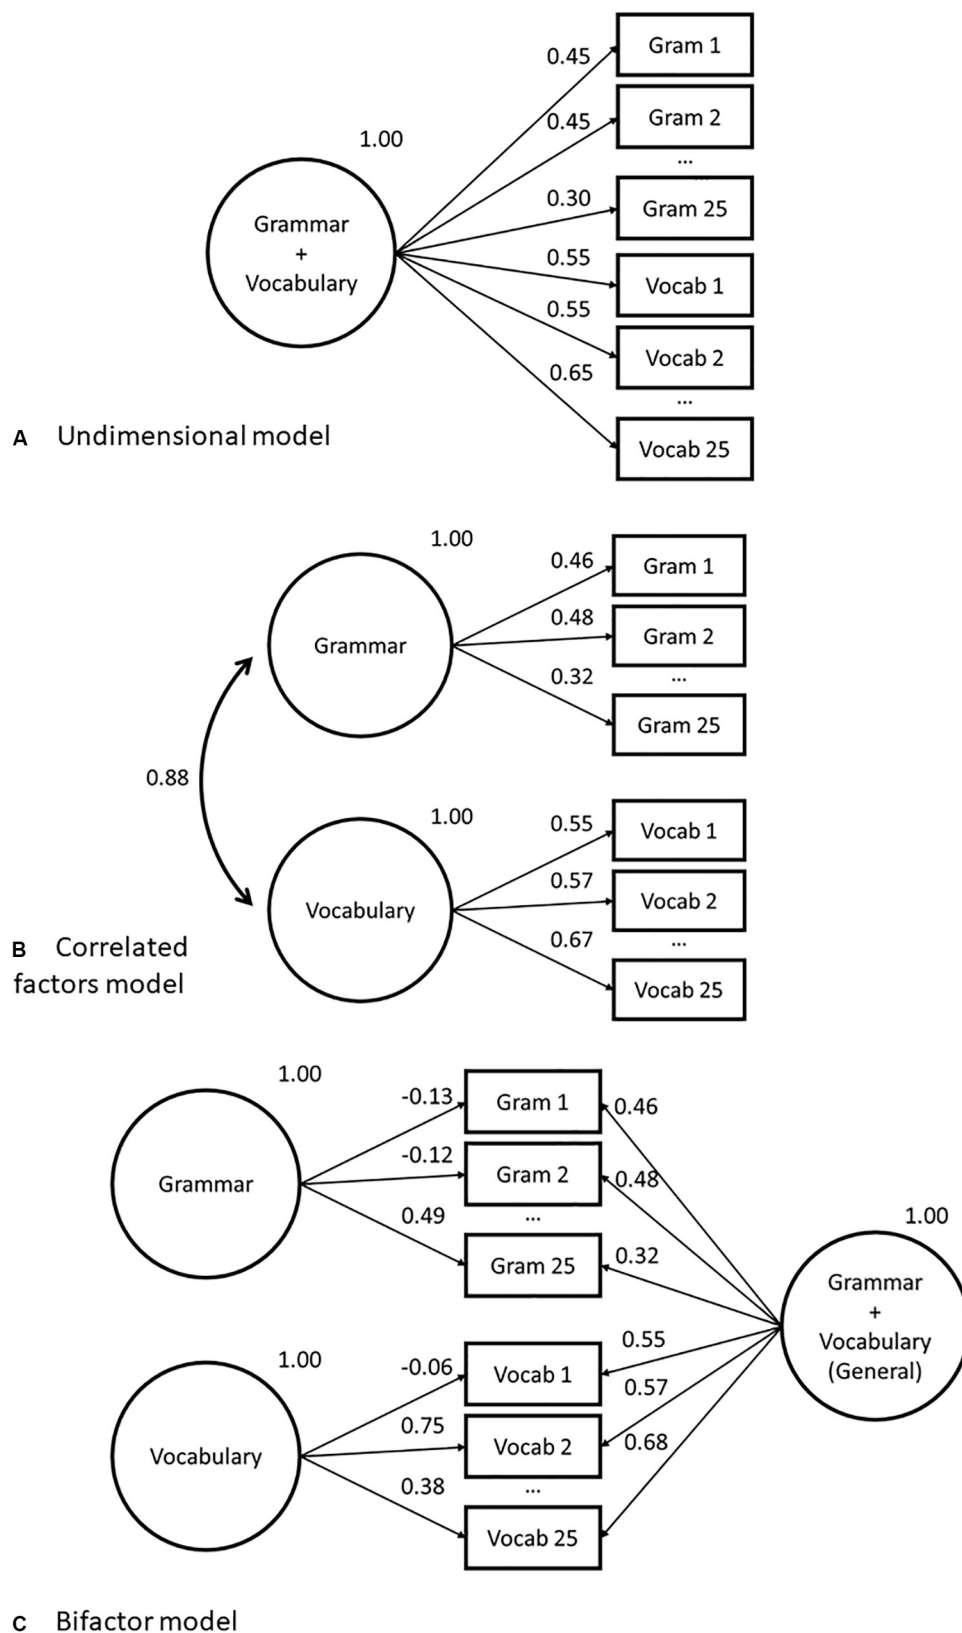 1.00
0.45
Gram 1
0.45
Gram 2
...
0.30
Gram 25
Grammar
+
Vocabulary
0.55
Vocab 1
0.55
Vocab 2
...
0.65
Vocab 25
A Undimensional model
1.00
0.46
Gram 1
0.48
Gram 2
...
0.32
Gram 25
Grammar
0.88
1.00
0.55
Vocab 1
0.57
Vocab 2
...
0.67
Vocab 25
Vocabulary
B Correlated
factors model
1.00
-0.13
Gram 1
0.46
-0.12
Gram 2
0.48
...
0.49
Gram 25
0.32
Grammar
1.00
Grammar
+
Vocabulary
(General)
1.00
-0.06
Vocab 1
0.55
0.75
Vocab 2
0.57
...
0.38
Vocab 25
0.68
Vocabulary
C Bifactor model